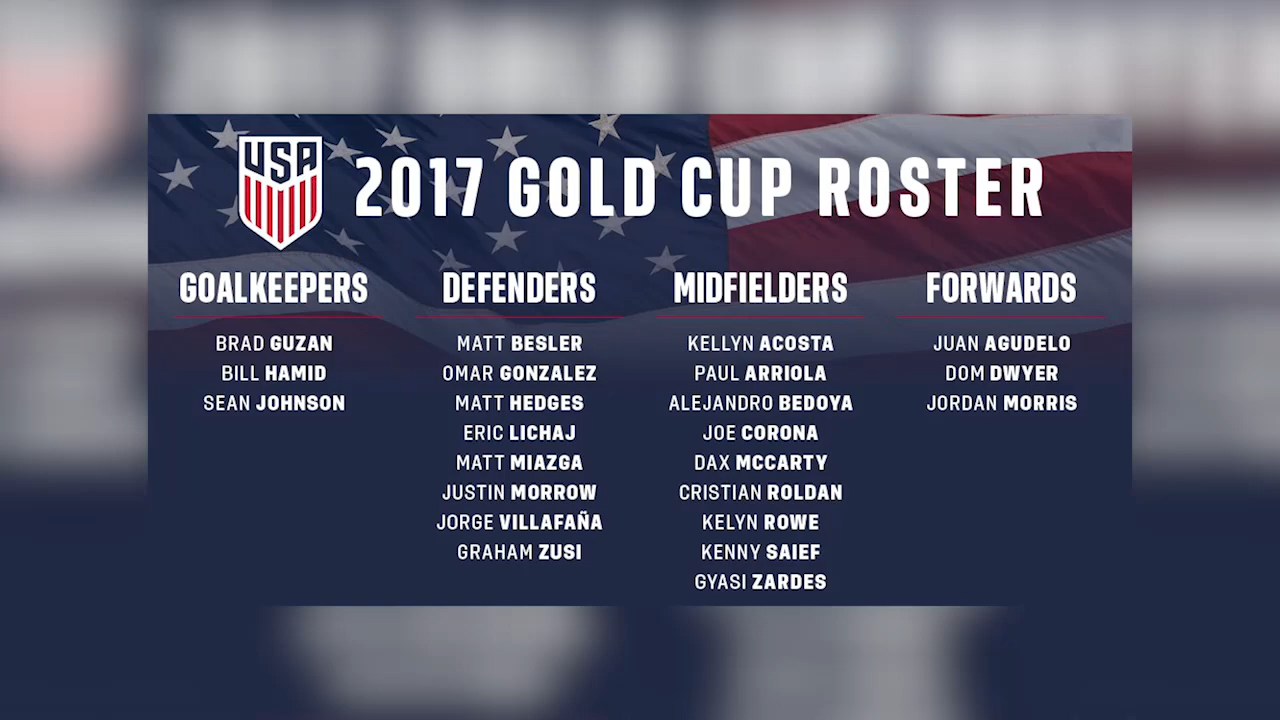 USA
2017 GOLD CUP ROSTER
GOALKEEPERS
BRAD GUZAN
BILL HAMID
SEAN JOHNSON
DEFENDERS
MATT BESLER
OMAR GONZALEZ
MATT HEDGES
ERIC LICHAJ
MATT MIAZGA
JUSTIN MORROW
JORGE VILLAFAÑA
GRAHAM ZUSI
MIDFIELDERS
KELLYN ACOSTA
PAUL ARRIOLA
ALEJANDRO BEDOYA
JOE CORONA
DAX MCCARTY
CRISTIAN ROLDAN
KELYN ROWE
KENNY SAIEF
GYASI ZARDES
FORWARDS
JUAN AGUDELO
DOM DWYER
JORDAN MORRIS